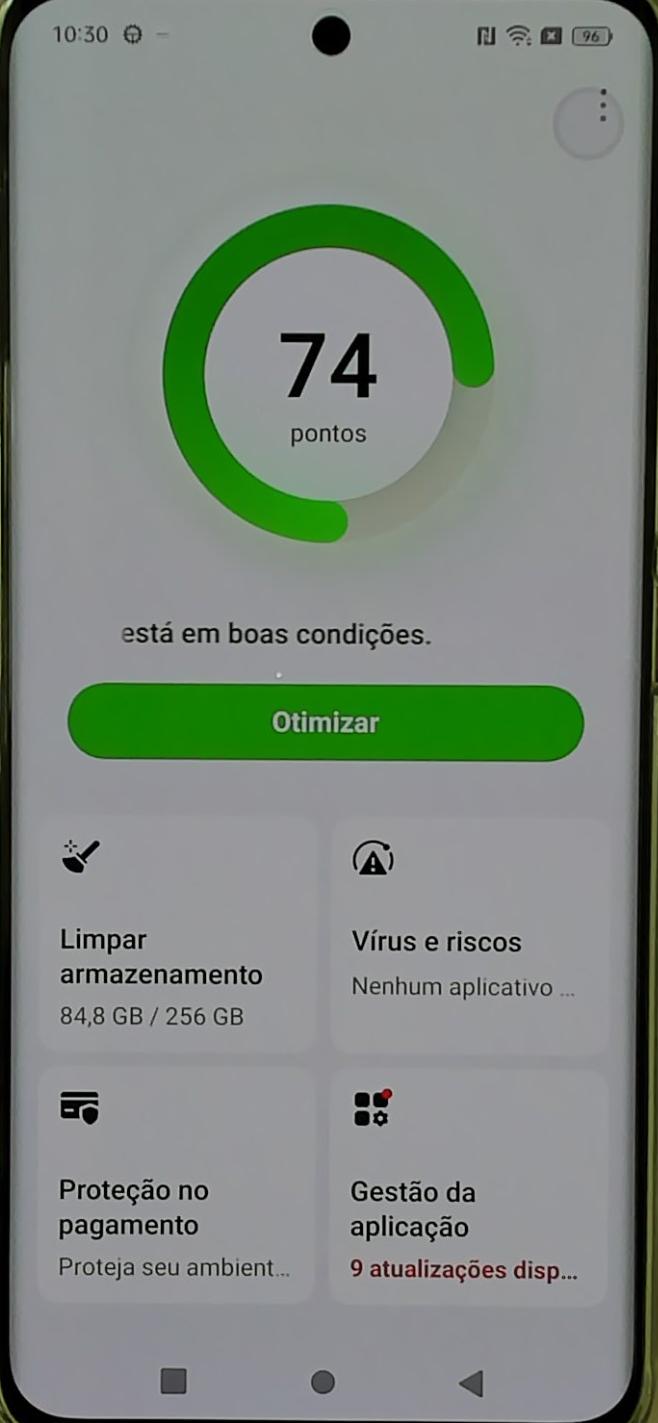 10:30
96
74
pontos
está em boas condições.
Otimizar
Limpar
armazenamento
84,8 GB / 256 GB
Vírus e riscos
Nenhum aplicativo ...
Proteção no
pagamento
Proteja seu ambient...
Gestão da
aplicação
9 atualizações disp...